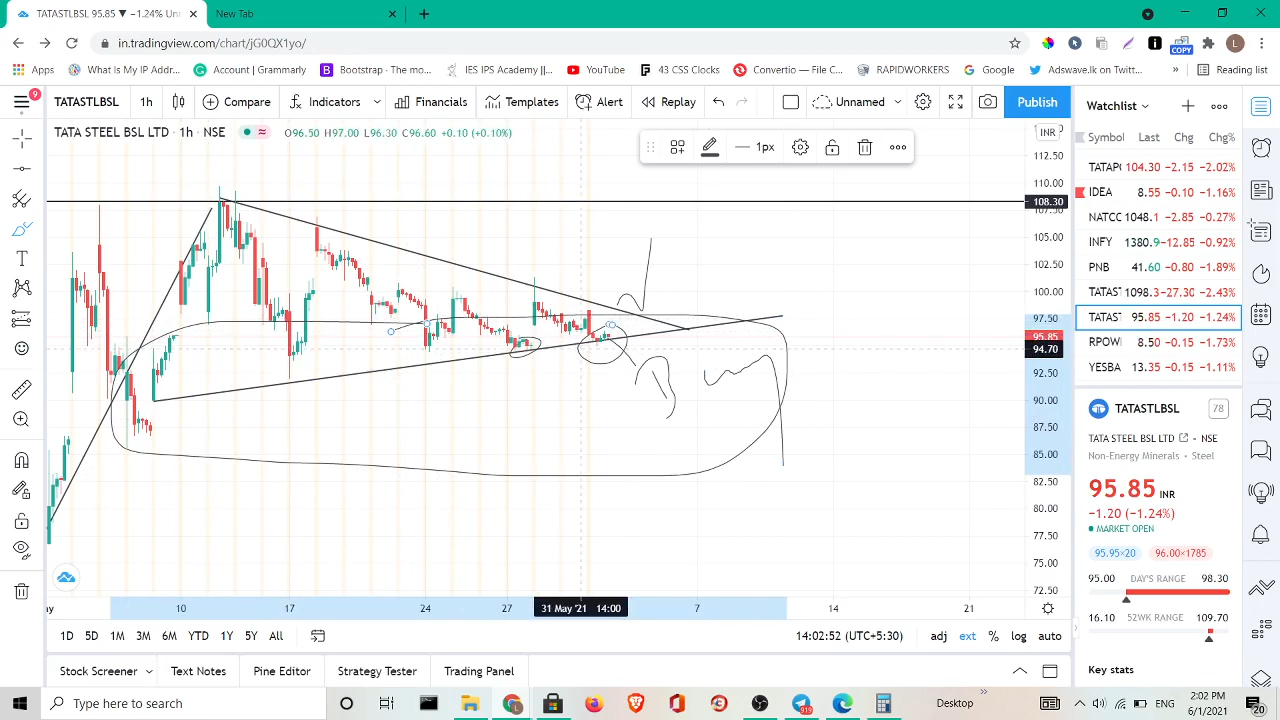 TATASTLBSL 95.85 ▼ −1.24% Un
New Tab
in.tradingview.com/chart/jG0QX1yo/
COPY
L
Apps
What Is My IP Addr...
Account | Grammarly
Bootstrap · The mo...
IES IPS Academy ||...
YouTube
43 CSS Clocks
Convertio — File C...
RAPIDWORKERS
Google
Adswave.lk on Twitt...
»
Reading list
9
TATASTLBSL
1h
Compare
Indicators
Financials
Templates
Alert
Replay
Unnamed
Publish
Watchlist
TATA STEEL BSL LTD · 1h · NSE
O96.50 H97.00 L96.30 C96.60 +0.10 (+0.10%)
1px
INR
112.50
110.00
108.30
105.00
102.50
100.00
97.50
95.85
94.70
92.50
90.00
87.50
85.00
82.50
80.00
77.50
75.00
72.50
10
17
24
27
31 May '21 14:00
7
14
21
Symbol Last Chg Chg%
TATAPI 104.30 −2.15 −2.02%
IDEA 8.55 −0.10 −1.16%
NATCC 1048.1 −2.85 −0.27%
INFY 1380.9 −12.85 −0.92%
PNB 41.60 −0.80 −1.89%
TATAST 1098.3 −27.30 −2.43%
TATAST 95.85 −1.20 −1.24%
RPOWI 8.50 −0.15 −1.73%
YESBA 13.35 −0.15 −1.11%
TATASTLBSL
78
TATA STEEL BSL LTD
NSE
Non-Energy Minerals • Steel
95.85 INR
−1.20 (−1.24%)
MARKET OPEN
95.95×20
96.00×1785
95.00 DAY'S RANGE 98.30
16.10 52WK RANGE 109.70
Key stats
1D 5D 1M 3M 6M YTD 1Y 5Y All
14:02:52 (UTC+5:30)
adj
ext
%
log
auto
Stock Screener
Text Notes
Pine Editor
Strategy Tester
Trading Panel
Type here to search
919
Desktop
ENG
2:02 PM
6/1/2021
20